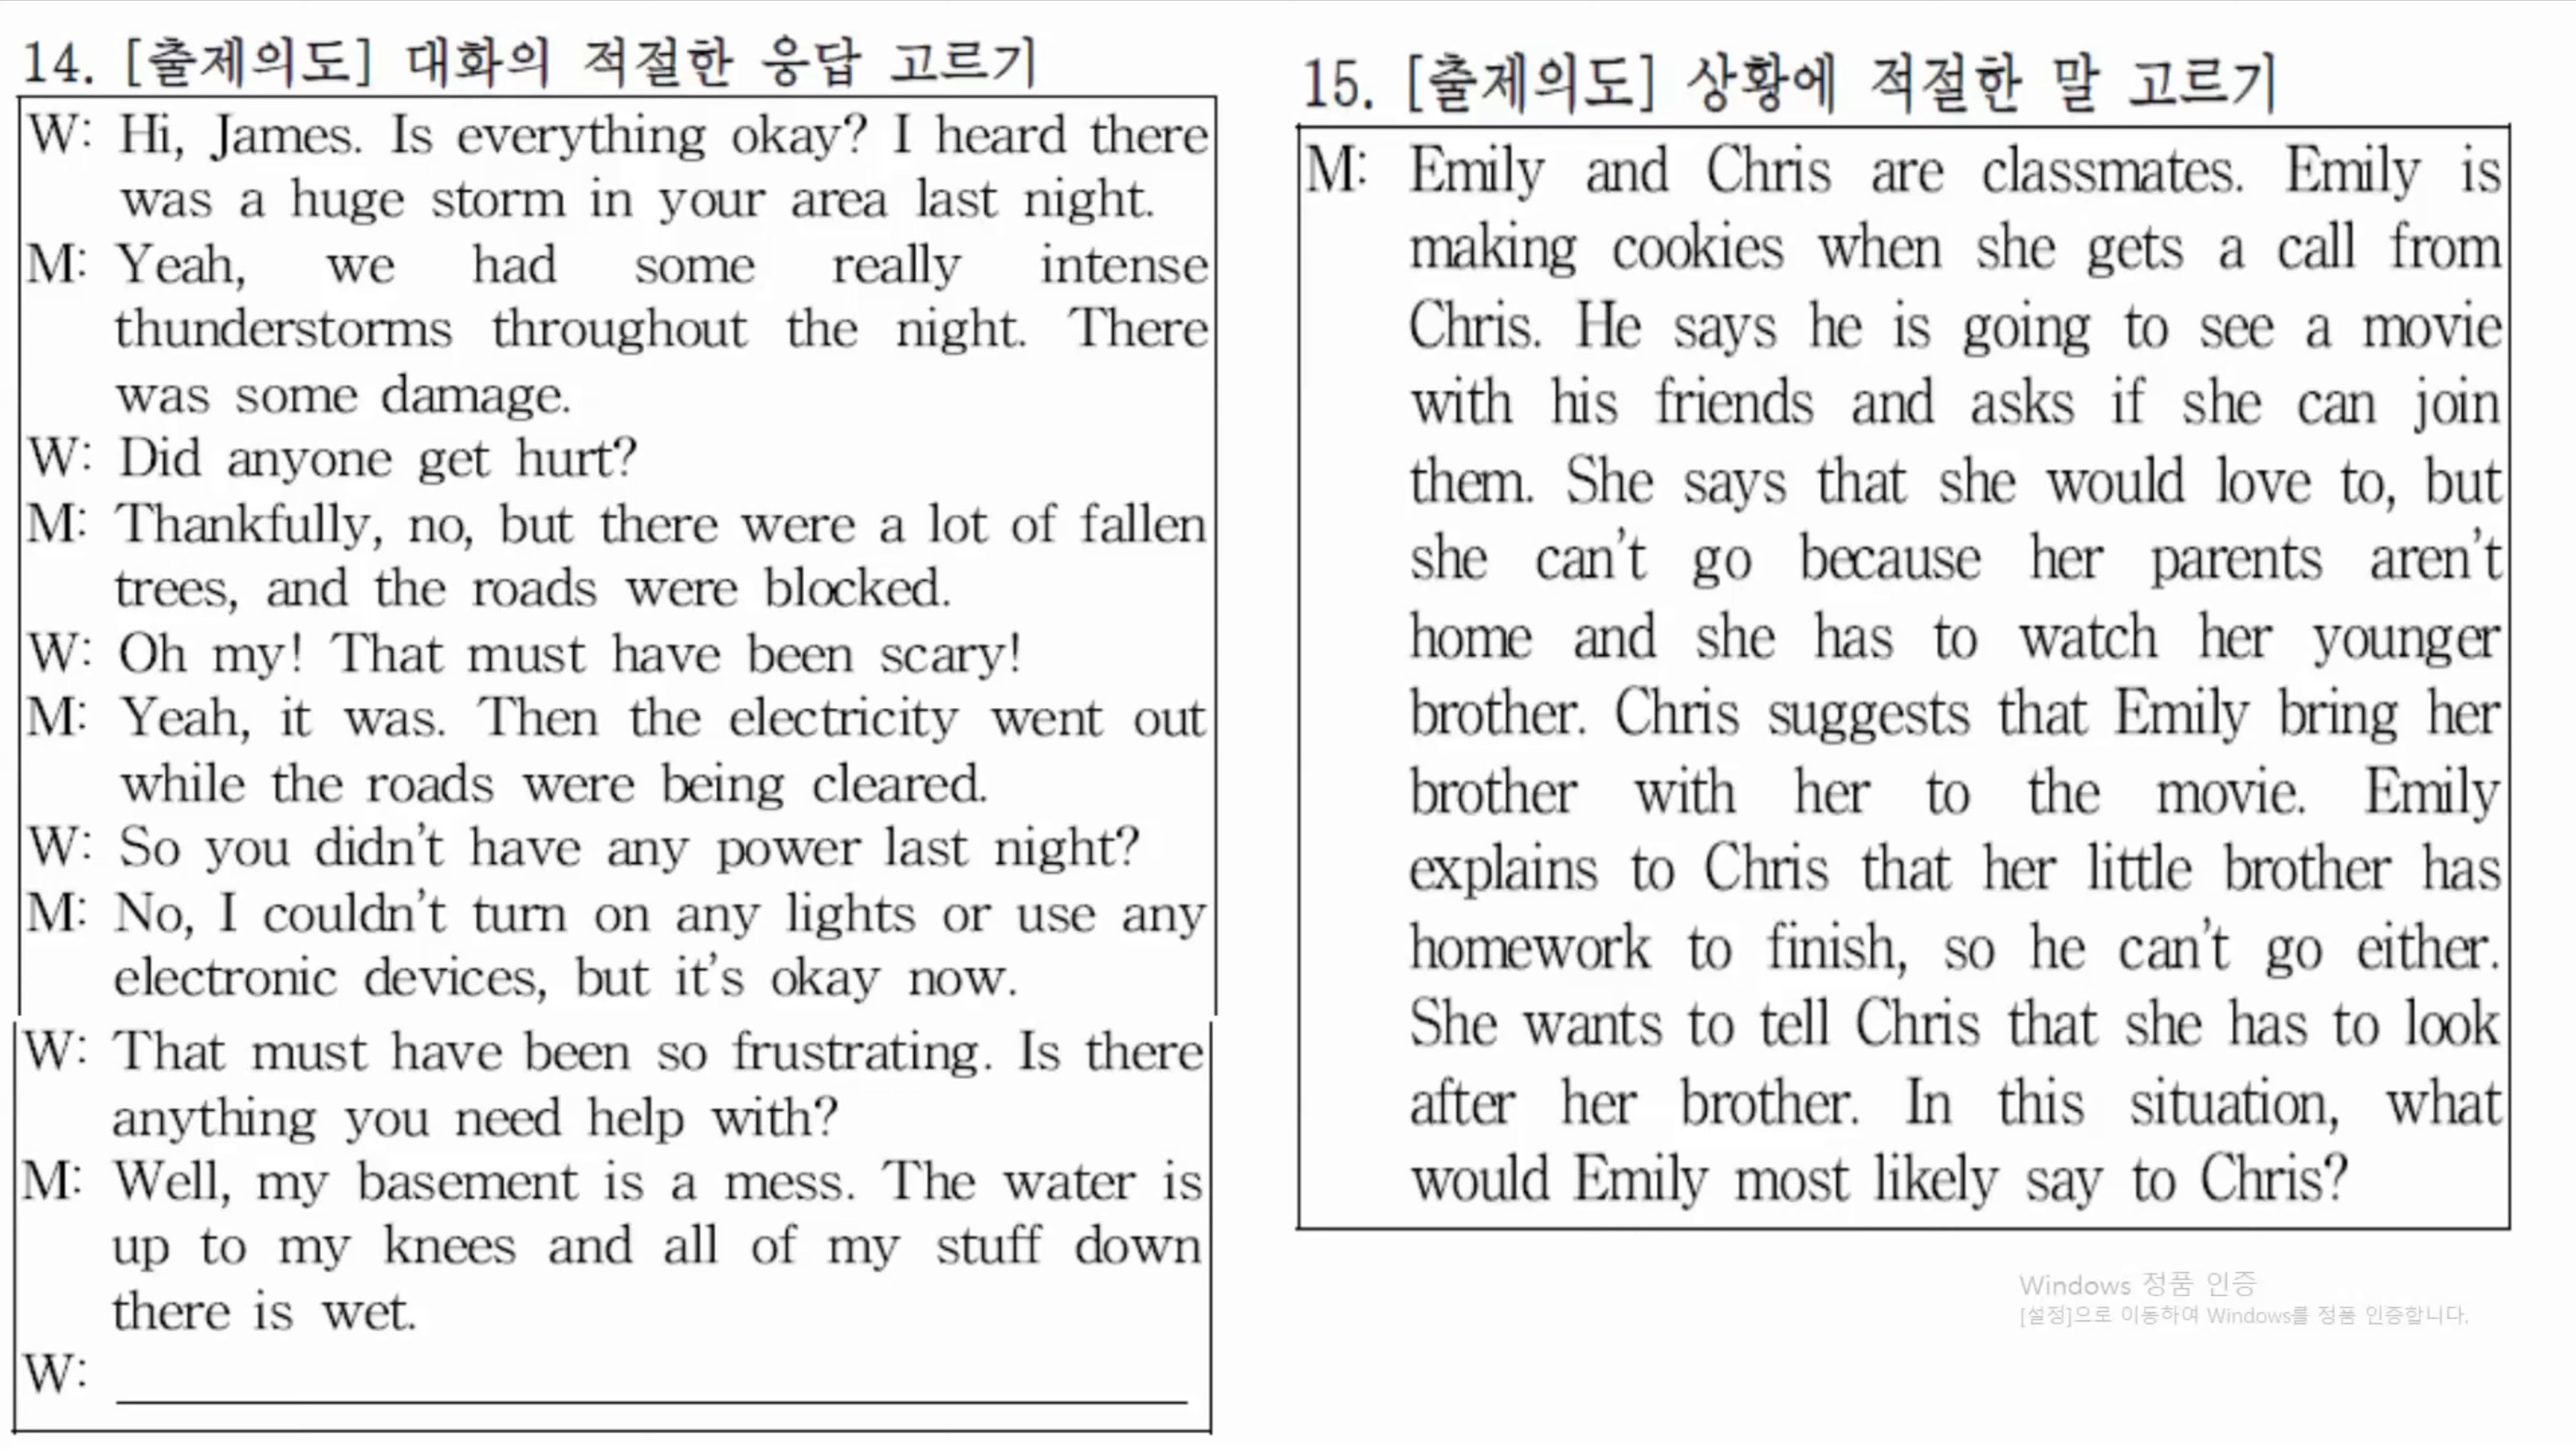 14. [출제의도] 대화의 적절한 응답 고르기
W: Hi, James. Is everything okay? I heard there
was a huge storm in your area last night.
M: Yeah, we had some really intense
thunderstorms throughout the night. There
was some damage.
W: Did anyone get hurt?
M: Thankfully, no, but there were a lot of fallen
trees, and the roads were blocked.
W: Oh my! That must have been scary!
M: Yeah, it was. Then the electricity went out
while the roads were being cleared.
W: So you didn't have any power last night?
M: No, I couldn't turn on any lights or use any
electronic devices, but it's okay now.
W: That must have been so frustrating. Is there
anything you need help with?
M: Well, my basement is a mess. The water is
up to my knees and all of my stuff down
there is wet.
W:
15. [출제의도] 상황에 적절한 말 고르기
M: Emily and Chris are classmates. Emily is
making cookies when she gets a call from
Chris. He says he is going to see a movie
with his friends and asks if she can join
them. She says that she would love to, but
she can't go because her parents aren't
home and she has to watch her younger
brother. Chris suggests that Emily bring her
brother with her to the movie. Emily
explains to Chris that her little brother has
homework to finish, so he can't go either.
She wants to tell Chris that she has to look
after her brother. In this situation, what
would Emily most likely say to Chris?
Windows 정품 인증
[설정]으로 이동하여 Windows를 정품 인증합니다.